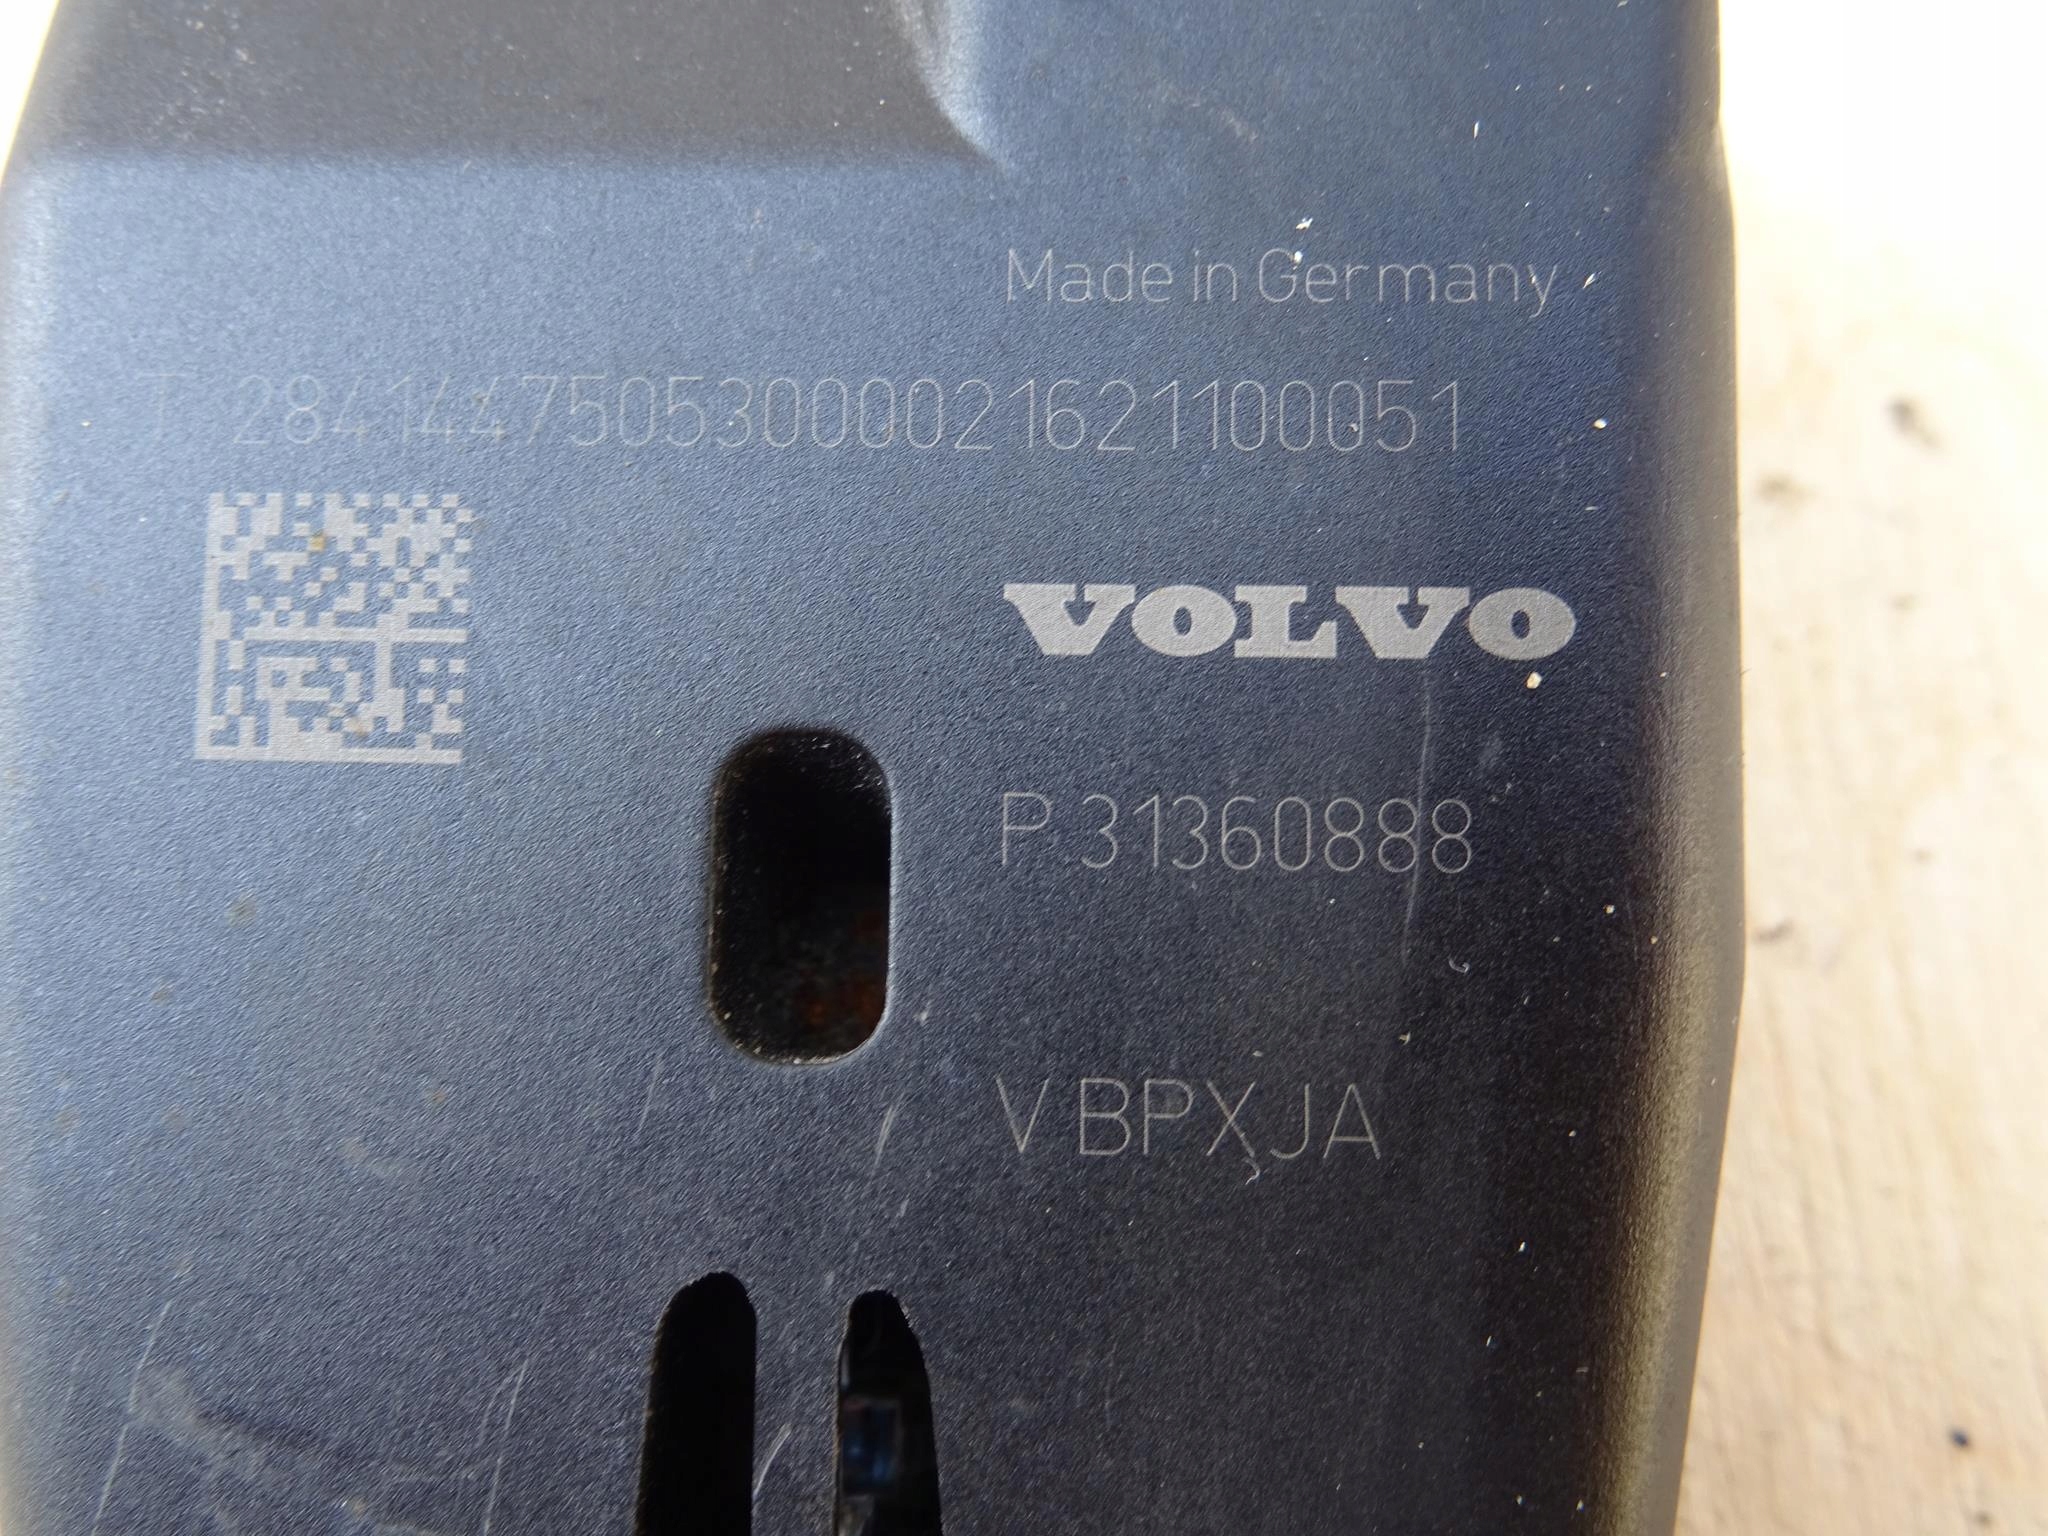 Made in Germany
T 28414475053000021621100051
VOLVO
P 31360888
V BPXJA